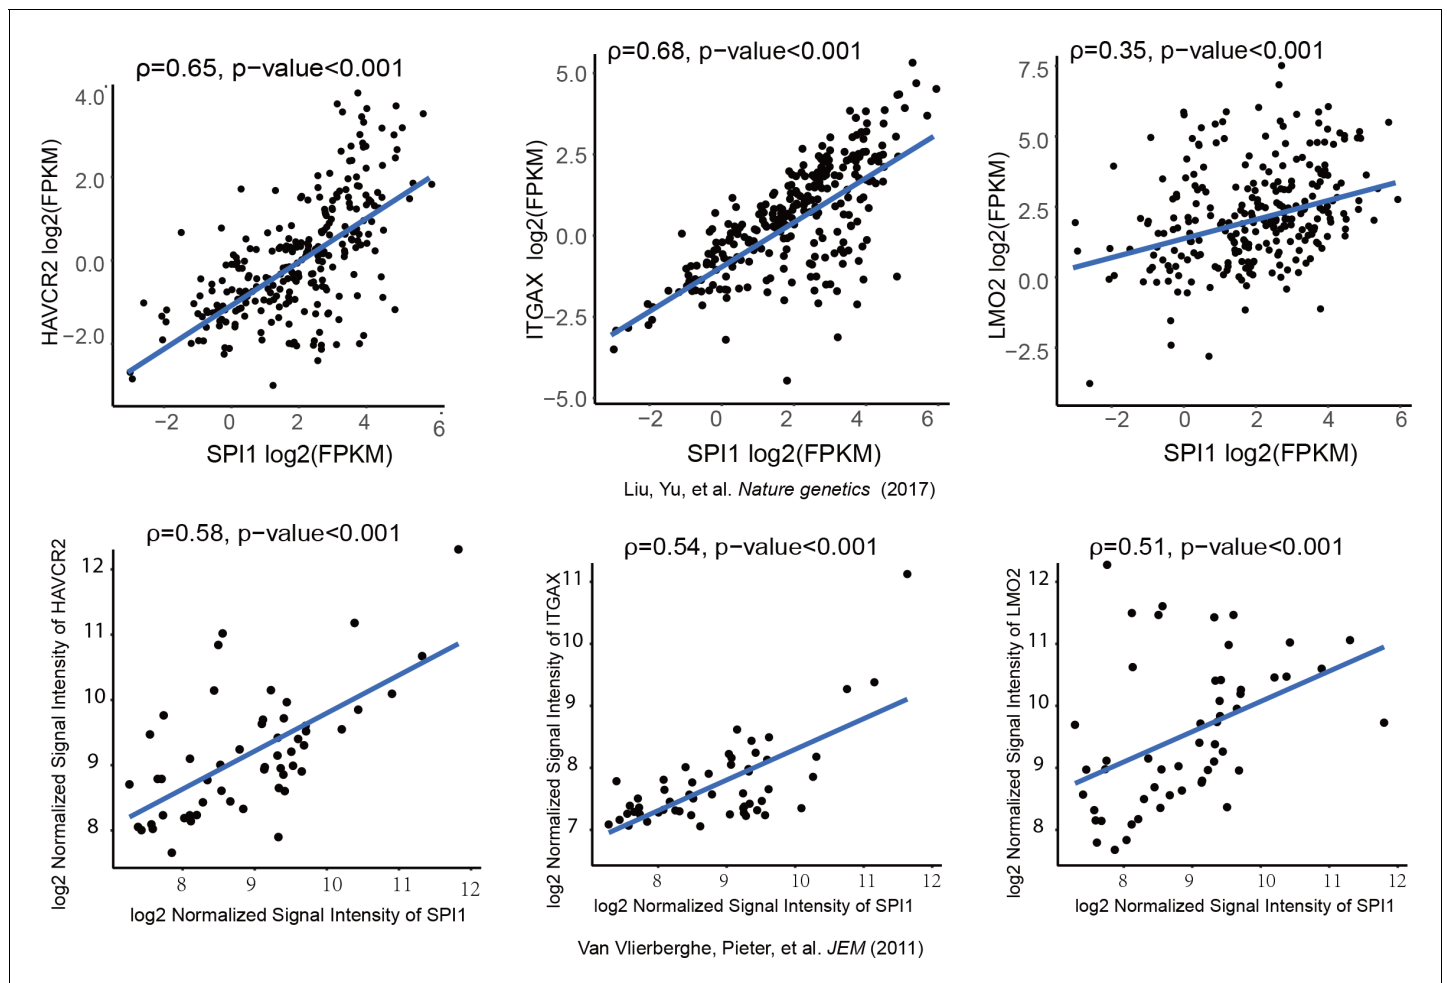 ρ=0.65, p−value<0.001
HAVCR2 log2(FPKM)
4.0
2.0
0.0
−2.0
−2 0 2 4 6
SPI1 log2(FPKM)
ρ=0.68, p−value<0.001
ITGAX log2(FPKM)
5.0
2.5
0.0
−2.5
−5.0
−2 0 2 4 6
SPI1 log2(FPKM)
ρ=0.35, p−value<0.001
LMO2 log2(FPKM)
7.5
5.0
2.5
0.0
−2.5
−2 0 2 4 6
SPI1 log2(FPKM)
Liu, Yu, et al. Nature genetics (2017)
ρ=0.58, p−value<0.001
log2 Normalized Signal Intensity of HAVCR2
12
11
10
9
8
8 9 10 11 12
log2 Normalized Signal Intensity of SPI1
ρ=0.54, p−value<0.001
log2 Normalized Signal Intensity of ITGAX
11
10
9
8
7
8 9 10 11 12
log2 Normalized Signal Intensity of SPI1
ρ=0.51, p−value<0.001
log2 Normalized Signal Intensity of LMO2
12
11
10
9
8
8 9 10 11 12
log2 Normalized Signal Intensity of SPI1
Van Vlierberghe, Pieter, et al. JEM (2011)